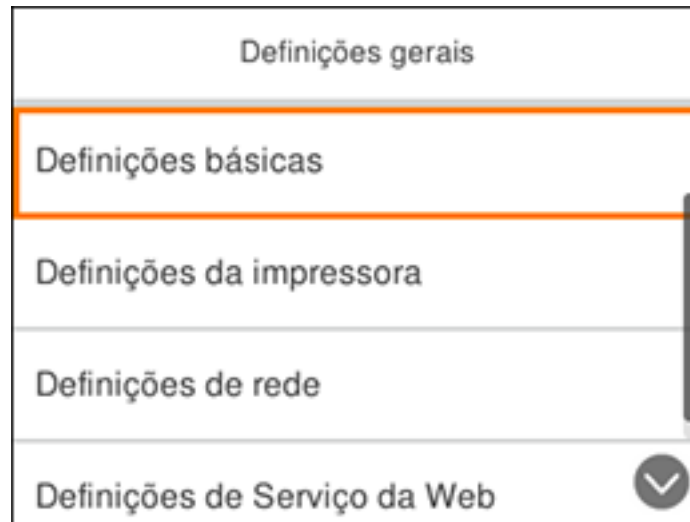 Definições gerais
Definições básicas
Definições da impressora
Definições de rede
Definições de Serviço da Web